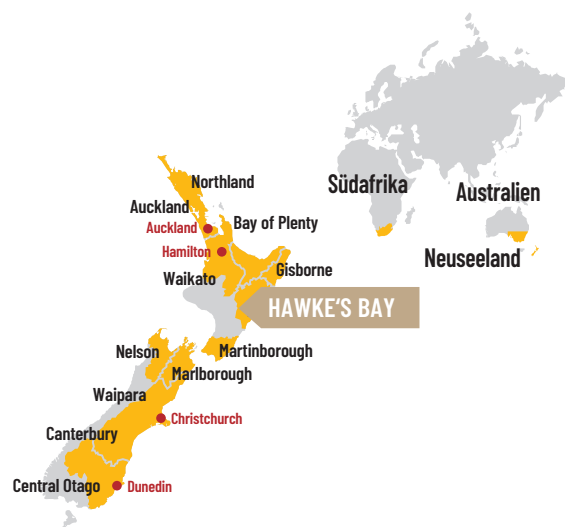 Northland
Auckland
Auckland
Bay of Plenty
Hamilton
Gisborne
Waikato
HAWKE'S BAY
Martinborough
Nelson
Marlborough
Waipara
Christchurch
Canterbury
Central Otago
Dunedin
Südafrika
Australien
Neuseeland